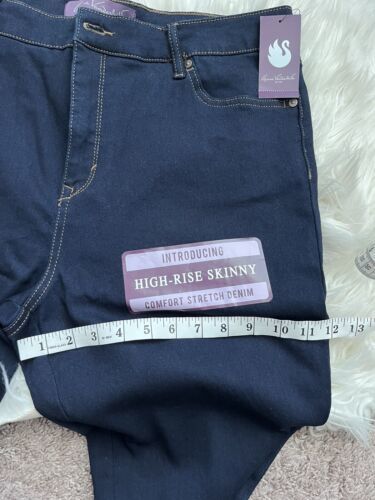 INTRODUCING
HIGH-RISE SKINNY
COMFORT STRETCH DENIM
1 2 3 4 5 6 7 8 9 10 11 12 13